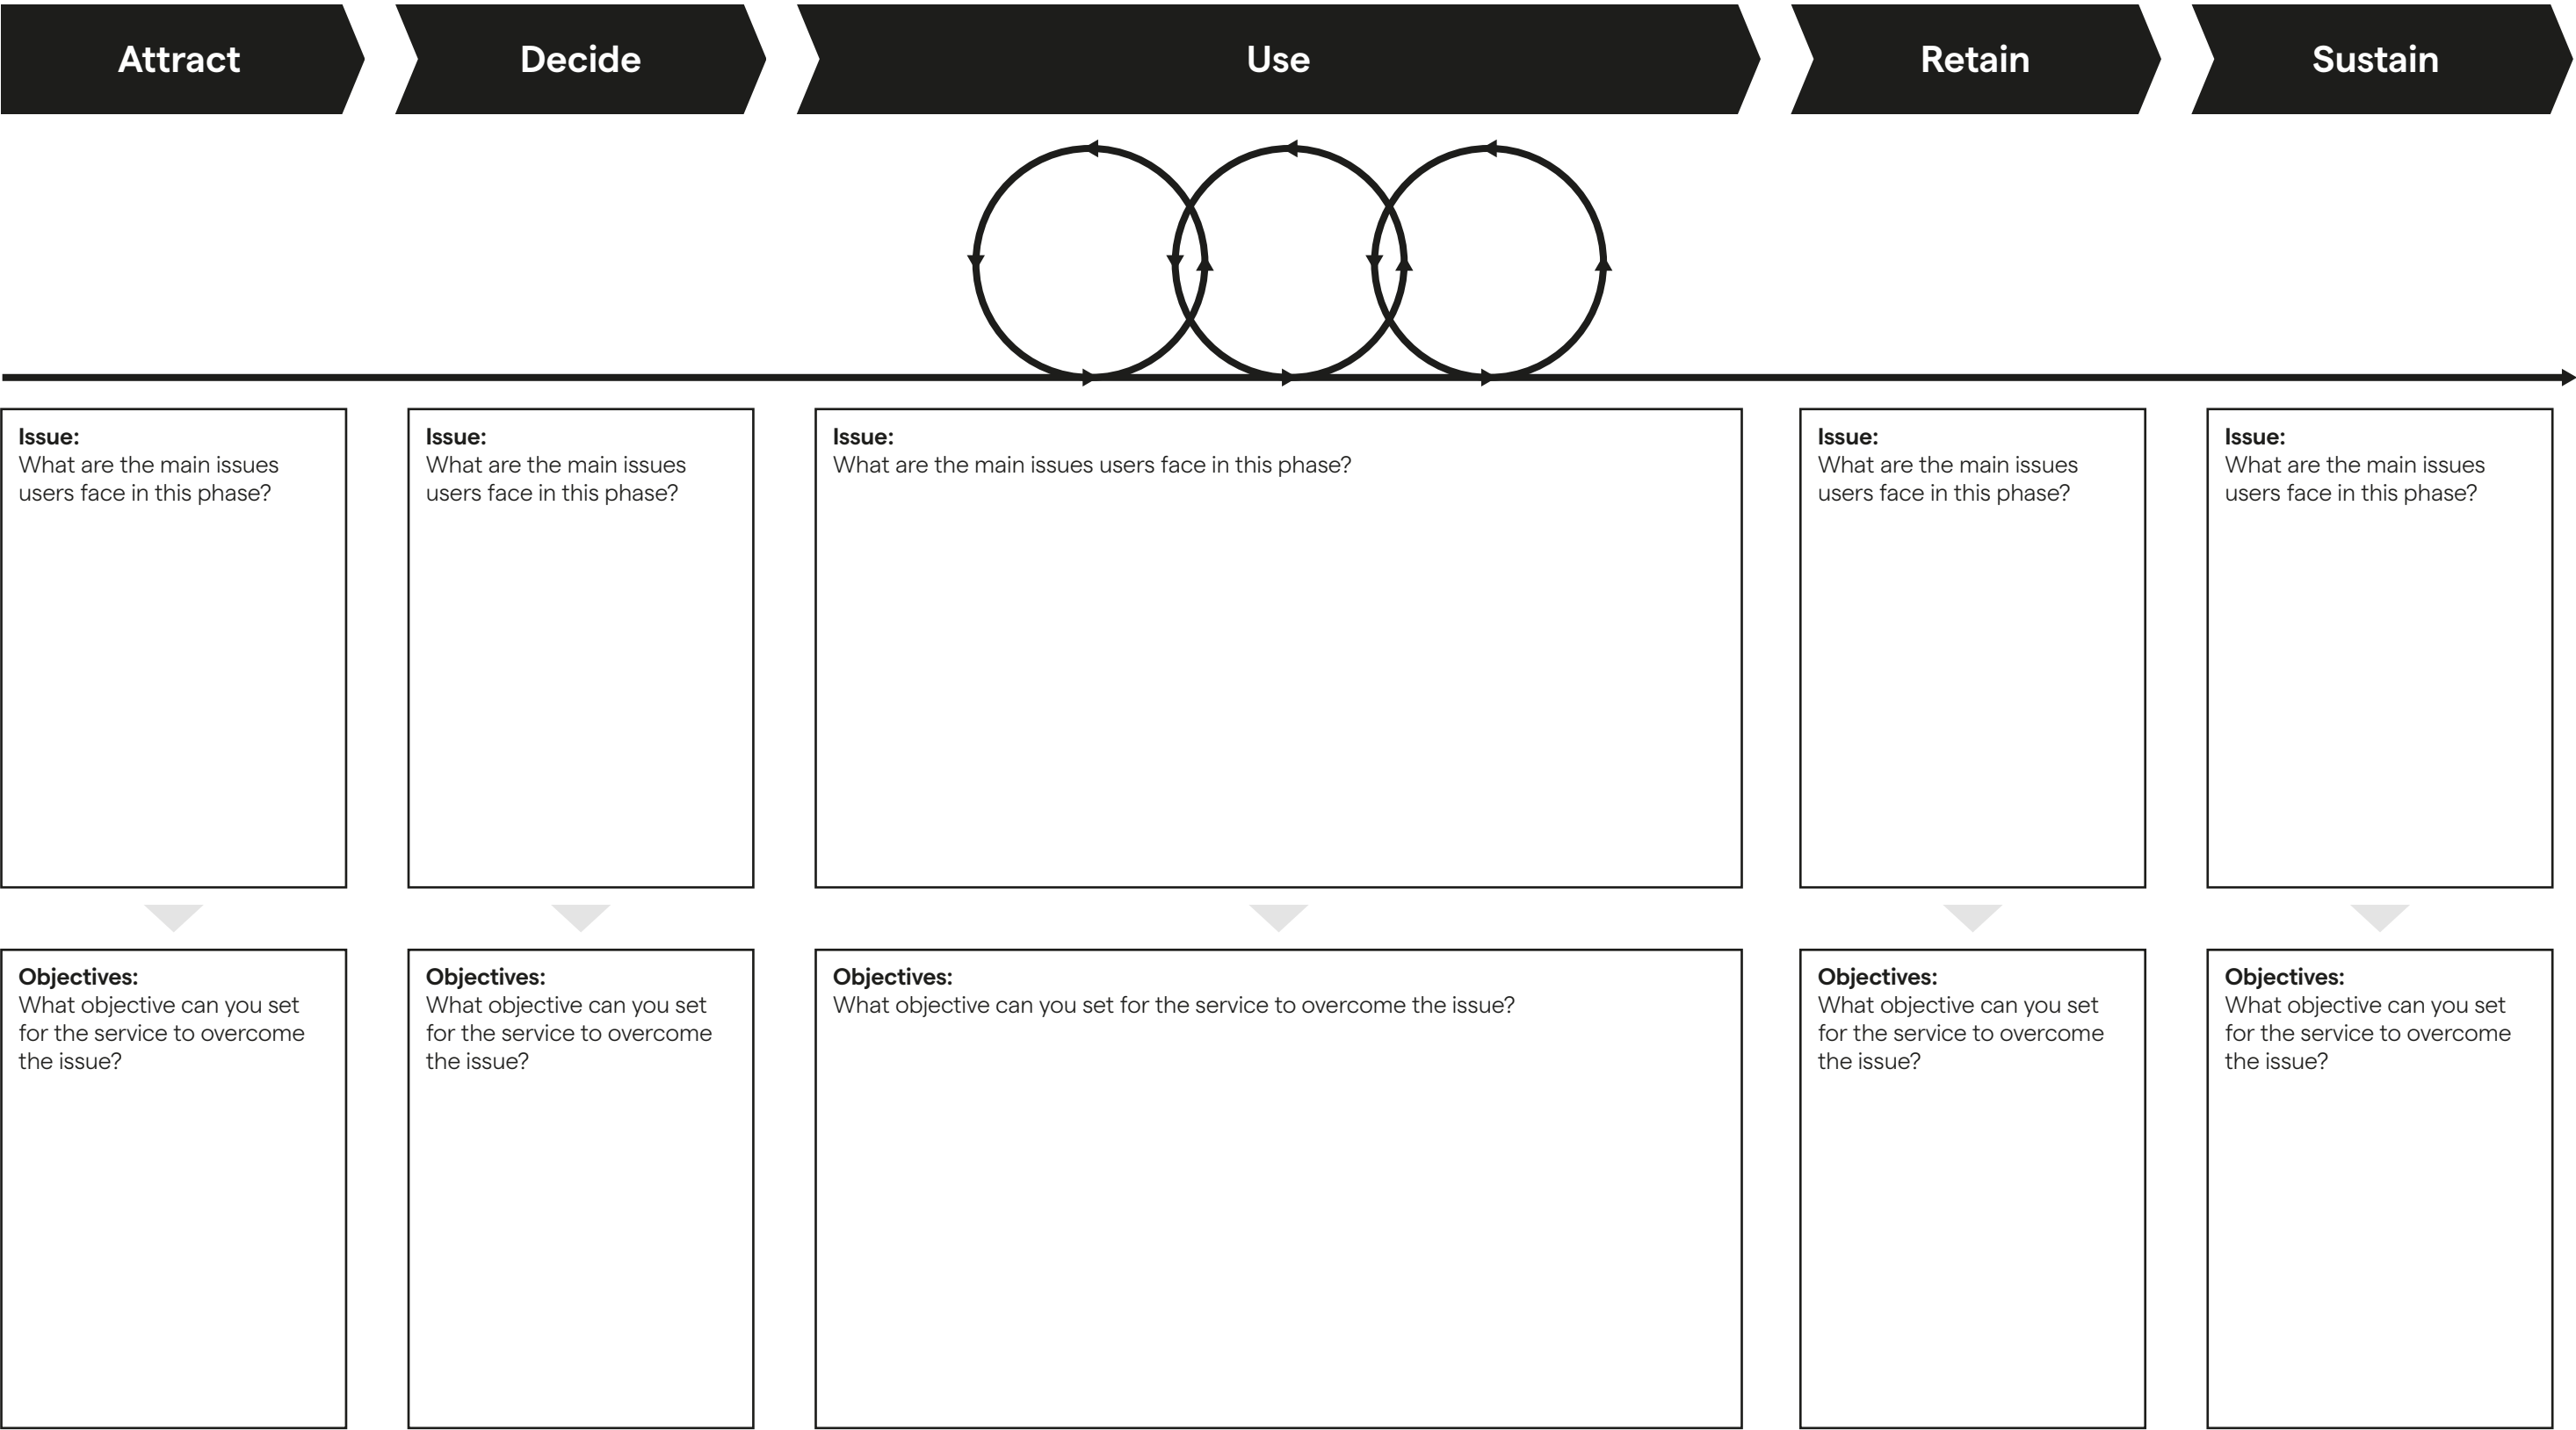 Attract
Decide
Use
Retain
Sustain
Issue:
What are the main issues
users face in this phase?
Issue:
What are the main issues
users face in this phase?
Issue:
What are the main issues users face in this phase?
Issue:
What are the main issues
users face in this phase?
Issue:
What are the main issues
users face in this phase?
Objectives:
What objective can you set
for the service to overcome
the issue?
Objectives:
What objective can you set
for the service to overcome
the issue?
Objectives:
What objective can you set for the service to overcome the issue?
Objectives:
What objective can you set
for the service to overcome
the issue?
Objectives:
What objective can you set
for the service to overcome
the issue?